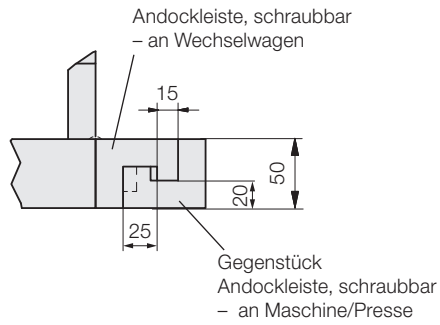 Andockleiste, schraubbar
– an Wechselwagen
15
50
20
25
Gegenstück
Andockleiste, schraubbar
– an Maschine/Presse